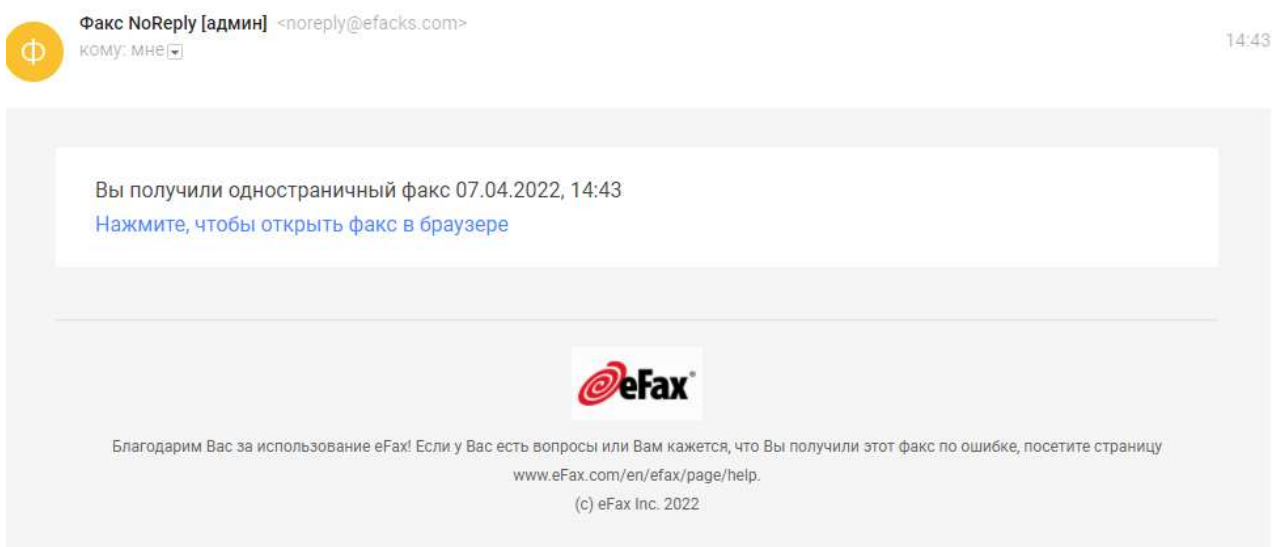 Факс NoReply [админ] <noreply@efacks.com>
кому: мне
14:43
Ф
Вы получили одностраничный факс 07.04.2022, 14:43
Нажмите, чтобы открыть факс в браузере
eFax®
Благодарим Вас за использование eFax! Если у Вас есть вопросы или Вам кажется, что Вы получили этот факс по ошибке, посетите страницу
www.eFax.com/en/efax/page/help.
(c) eFax Inc. 2022